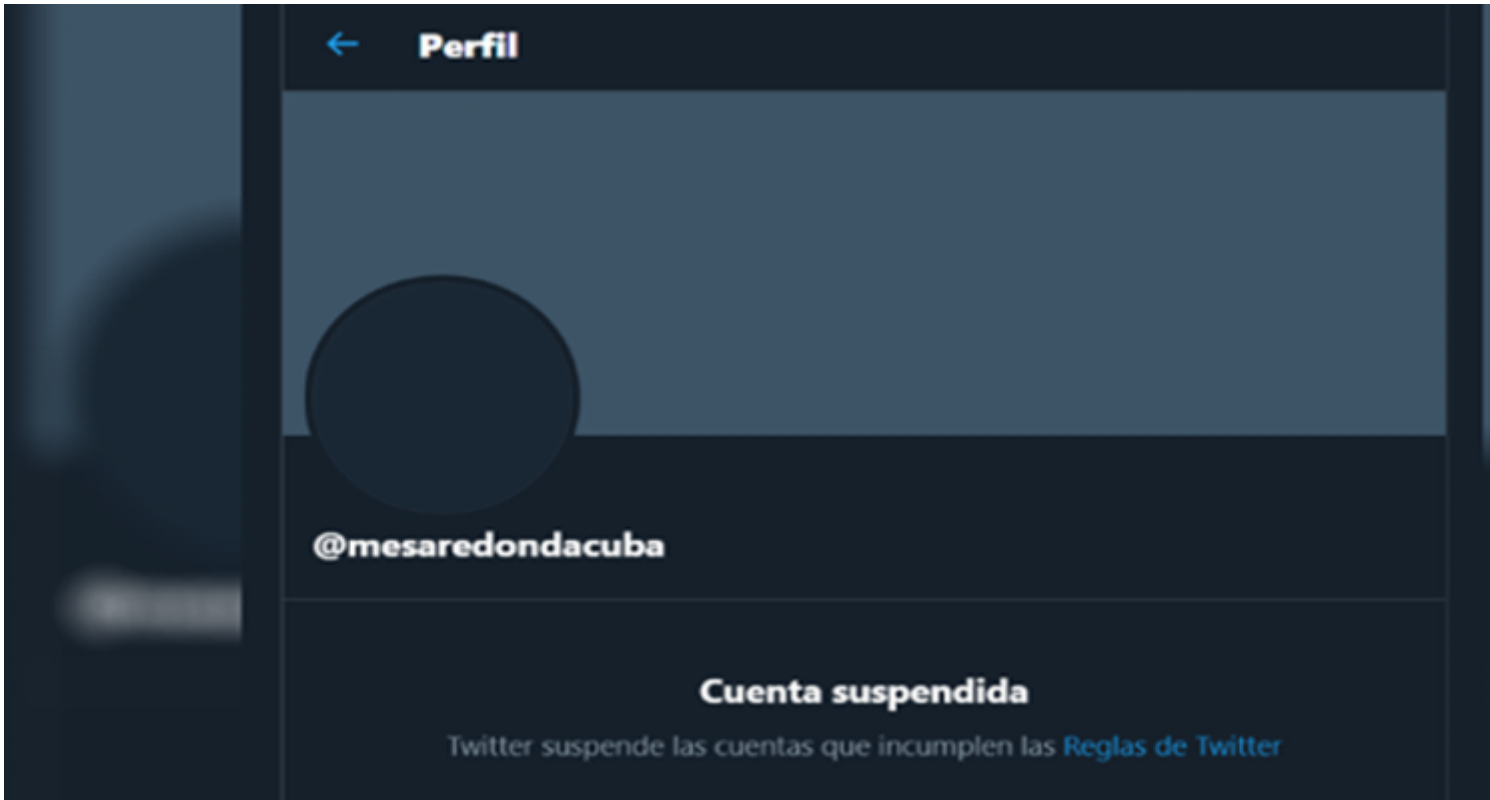 Perfil
@mesaredondacuba
Cuenta suspendida
Twitter suspende las cuentas que incumplen las Reglas de Twitter